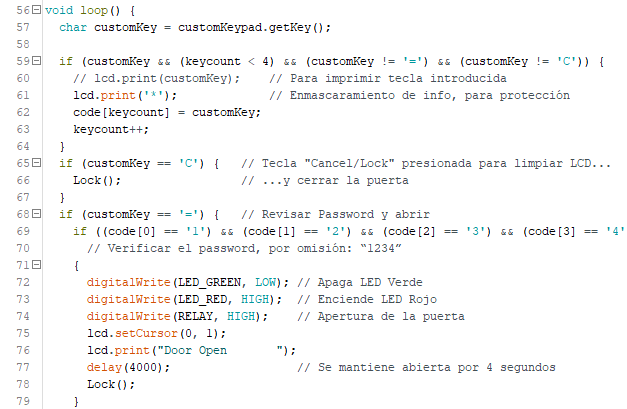 56 void loop() {
57 char customKey = customKeypad.getKey();
58
59 if (customKey && (keycount < 4) && (customKey != '=') && (customKey != 'C')) {
60 // lcd.print(customKey);    // Para imprimir tecla introducida
61 lcd.print('*');             // Enmascaramiento de info, para protección
62 code[keycount] = customKey;
63 keycount++;
64 }
65 if (customKey == 'C') {   // Tecla "Cancel/Lock" presionada para limpiar LCD...
66 Lock();                 // ...y cerrar la puerta
67 }
68 if (customKey == '=') {   // Revisar Password y abrir
69 if ((code[0] == '1') && (code[1] == '2') && (code[2] == '3') && (code[3] == '4'
70 // Verificar el password, por omisión: “1234”
71 {
72 digitalWrite(LED_GREEN, LOW); // Apaga LED Verde
73 digitalWrite(LED_RED, HIGH);  // Enciende LED Rojo
74 digitalWrite(RELAY, HIGH);    // Apertura de la puerta
75 lcd.setCursor(0, 1);
76 lcd.print("Door Open       ");
77 delay(4000);                  // Se mantiene abierta por 4 segundos
78 Lock();
79 }